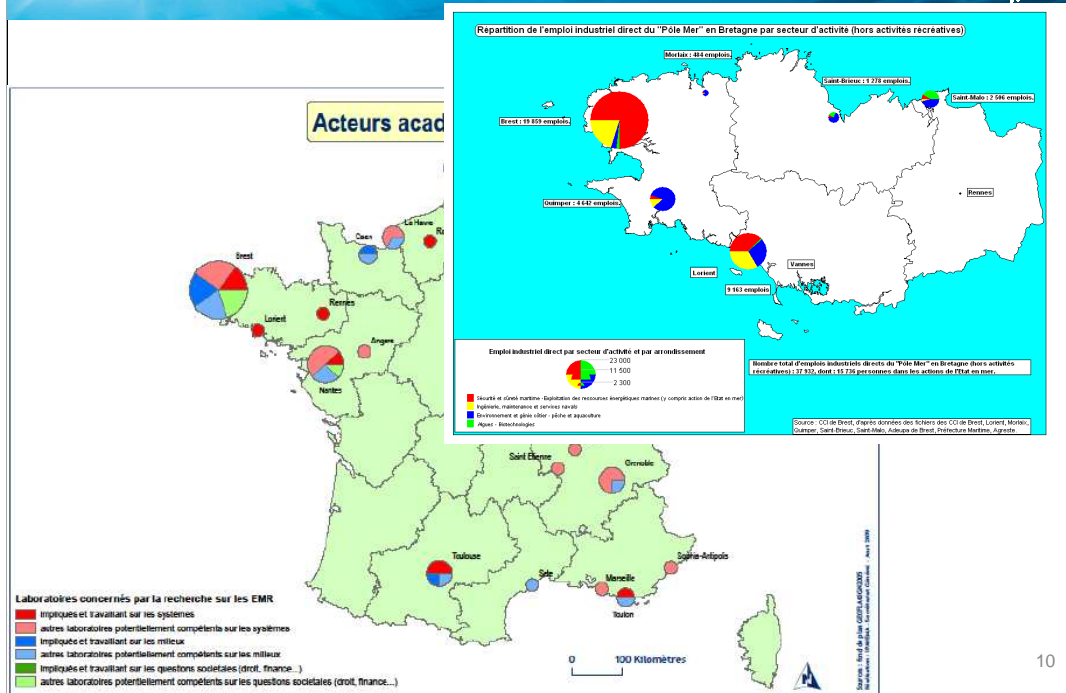 Répartition de l'emploi industriel direct du "Pôle Mer" en Bretagne par secteur d'activité (hors activités récréatives)
Morlaix : 484 emplois.
Saint-Brieuc : 1 278 emplois.
Saint-Malo : 2 506 emplois.
Brest : 19 859 emplois.
Rennes
Quimper : 4 642 emplois.
Lorient
9 163 emplois
Vannes
Emploi industriel direct par secteur d'activité et par arrondissement
23 000
11 500
2 300
Sécurité et sûreté maritime - Exploitation des ressources énergétiques marines (y compris action de l'Etat en mer)
Ingénierie, maintenance et services navals
Environnement et génie côtier - pêche et aquaculture
Algues - Biotechnologies
Nombre total d'emplois industriels directs du "Pôle Mer" en Bretagne (hors activités
récréatives) : 37 932, dont : 15 736 personnes dans les actions de l'Etat en mer.
Source : CCI de Brest, d'après données des fichiers des CCI de Brest, Lorient, Morlaix,
Quimper, Saint-Brieuc, Saint-Malo, Adeupa de Brest, Préfecture Maritime, Agreste.
Acteurs acad
Le Havre
Caen
Brest
Rennes
Lorient
Angers
Nantes
Saint Etienne
Grenoble
Toulouse
Sète
Marseille
Sophia-Antipolis
Toulon
Laboratoires concernés par la recherche sur les EMR
impliqués et travaillant sur les systèmes
autres laboratoires potentiellement compétents sur les systèmes
impliqués et travaillant sur les milieux
autres laboratoires potentiellement compétents sur les milieux
impliqués et travaillant sur les questions societales (droit, finance...)
autres laboratoires potentiellement compétents sur les questions societales (droit, finance...)
0 100 Kilomètres
10